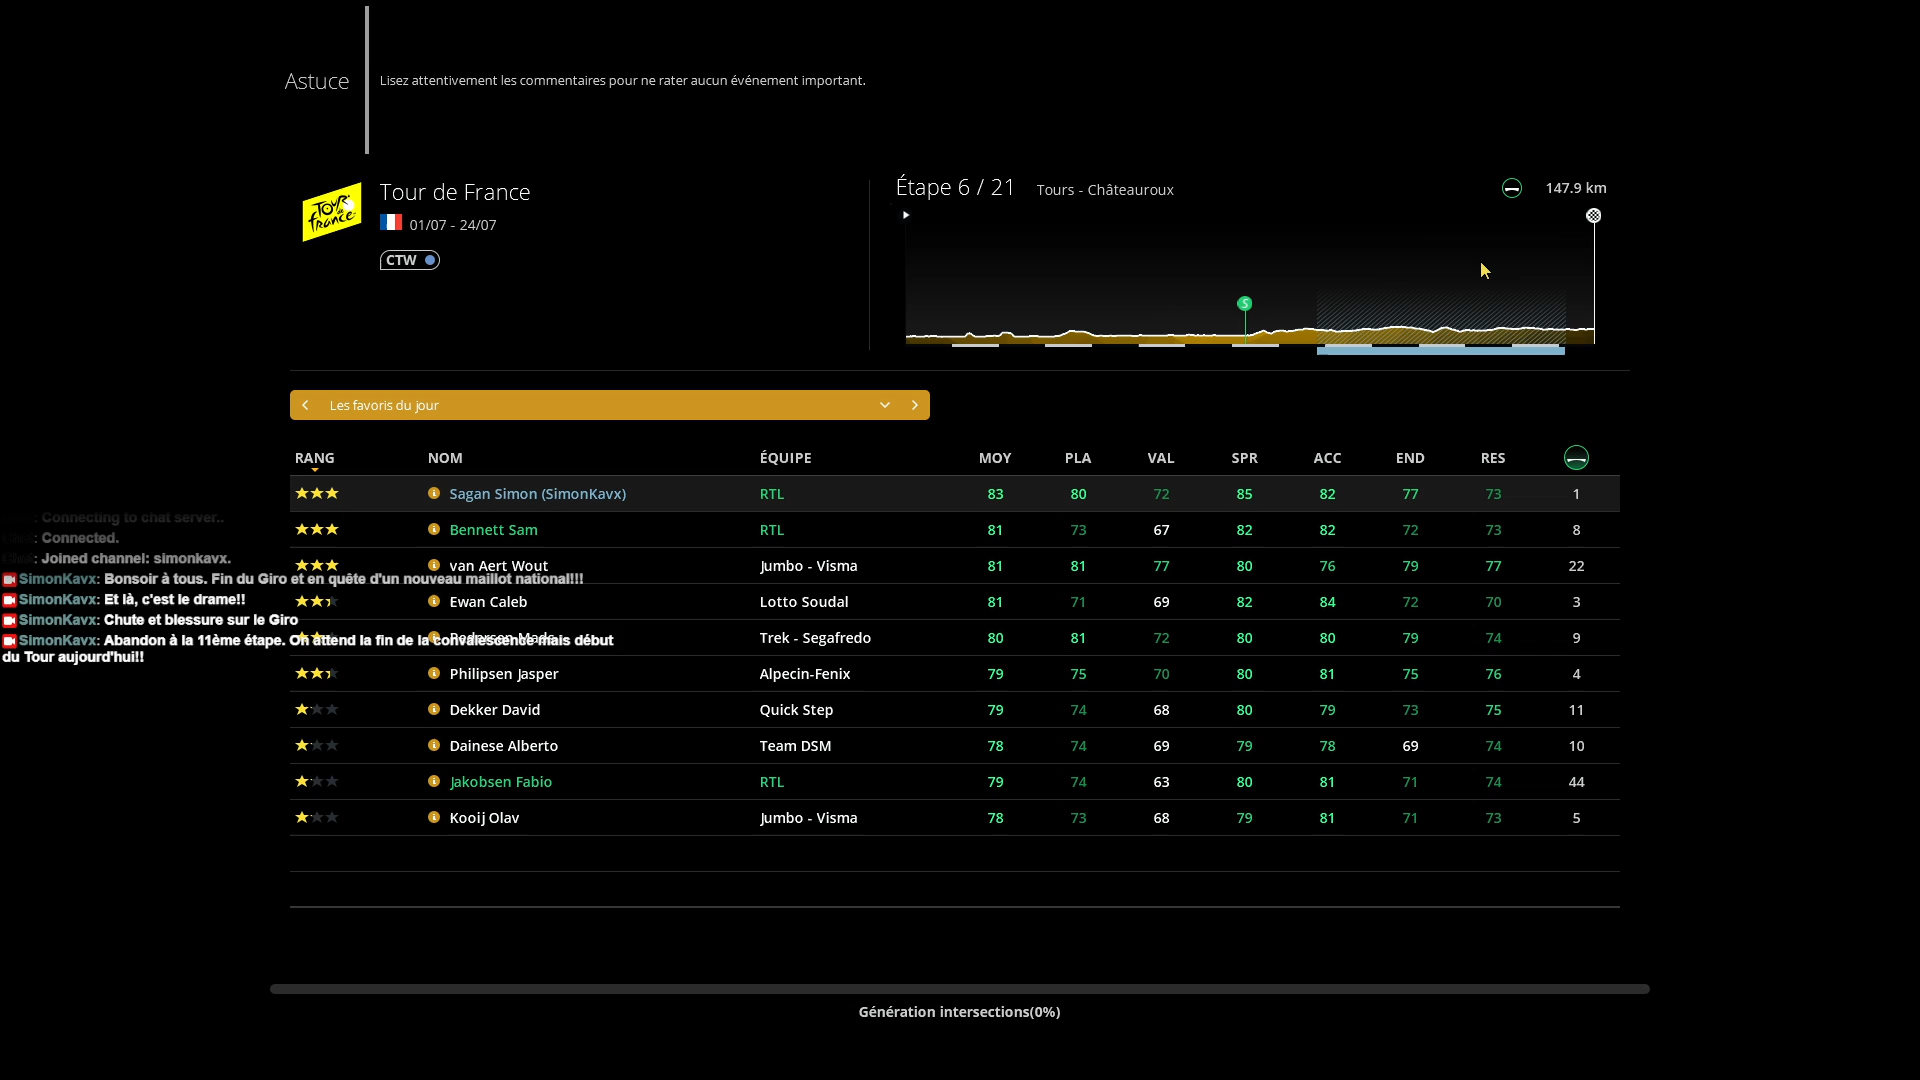 Astuce
Lisez attentivement les commentaires pour ne rater aucun événement important.
TOUR de france
Tour de France
01/07 - 24/07
CTW
Étape 6 / 21 Tours - Châteauroux 147.9 km
S
Les favoris du jour
RANG NOM ÉQUIPE MOY PLA VAL SPR ACC END RES
Sagan Simon (SimonKavx) RTL 83 80 72 85 82 77 73 1
Bennett Sam RTL 81 73 67 82 82 72 73 8
van Aert Wout Jumbo - Visma 81 81 77 80 76 79 77 22
Ewan Caleb Lotto Soudal 81 71 69 82 84 72 70 3
Pedersen Mads Trek - Segafredo 80 81 72 80 80 79 74 9
Philipsen Jasper Alpecin-Fenix 79 75 70 80 81 75 76 4
Dekker David Quick Step 79 74 68 80 79 73 75 11
Dainese Alberto Team DSM 78 74 69 79 78 69 74 10
Jakobsen Fabio RTL 79 74 63 80 81 71 74 44
Kooij Olav Jumbo - Visma 78 73 68 79 81 71 73 5
: Connecting to chat server..
: Connected.
: Joined channel: simonkavx.
SimonKavx: Bonsoir à tous. Fin du Giro et en quête d'un nouveau maillot national!!!
SimonKavx: Et là, c'est le drame!!
SimonKavx: Chute et blessure sur le Giro
SimonKavx: Abandon à la 11ème étape. On attend la fin de la convalescence mais début
du Tour aujourd'hui!!
Génération intersections(0%)